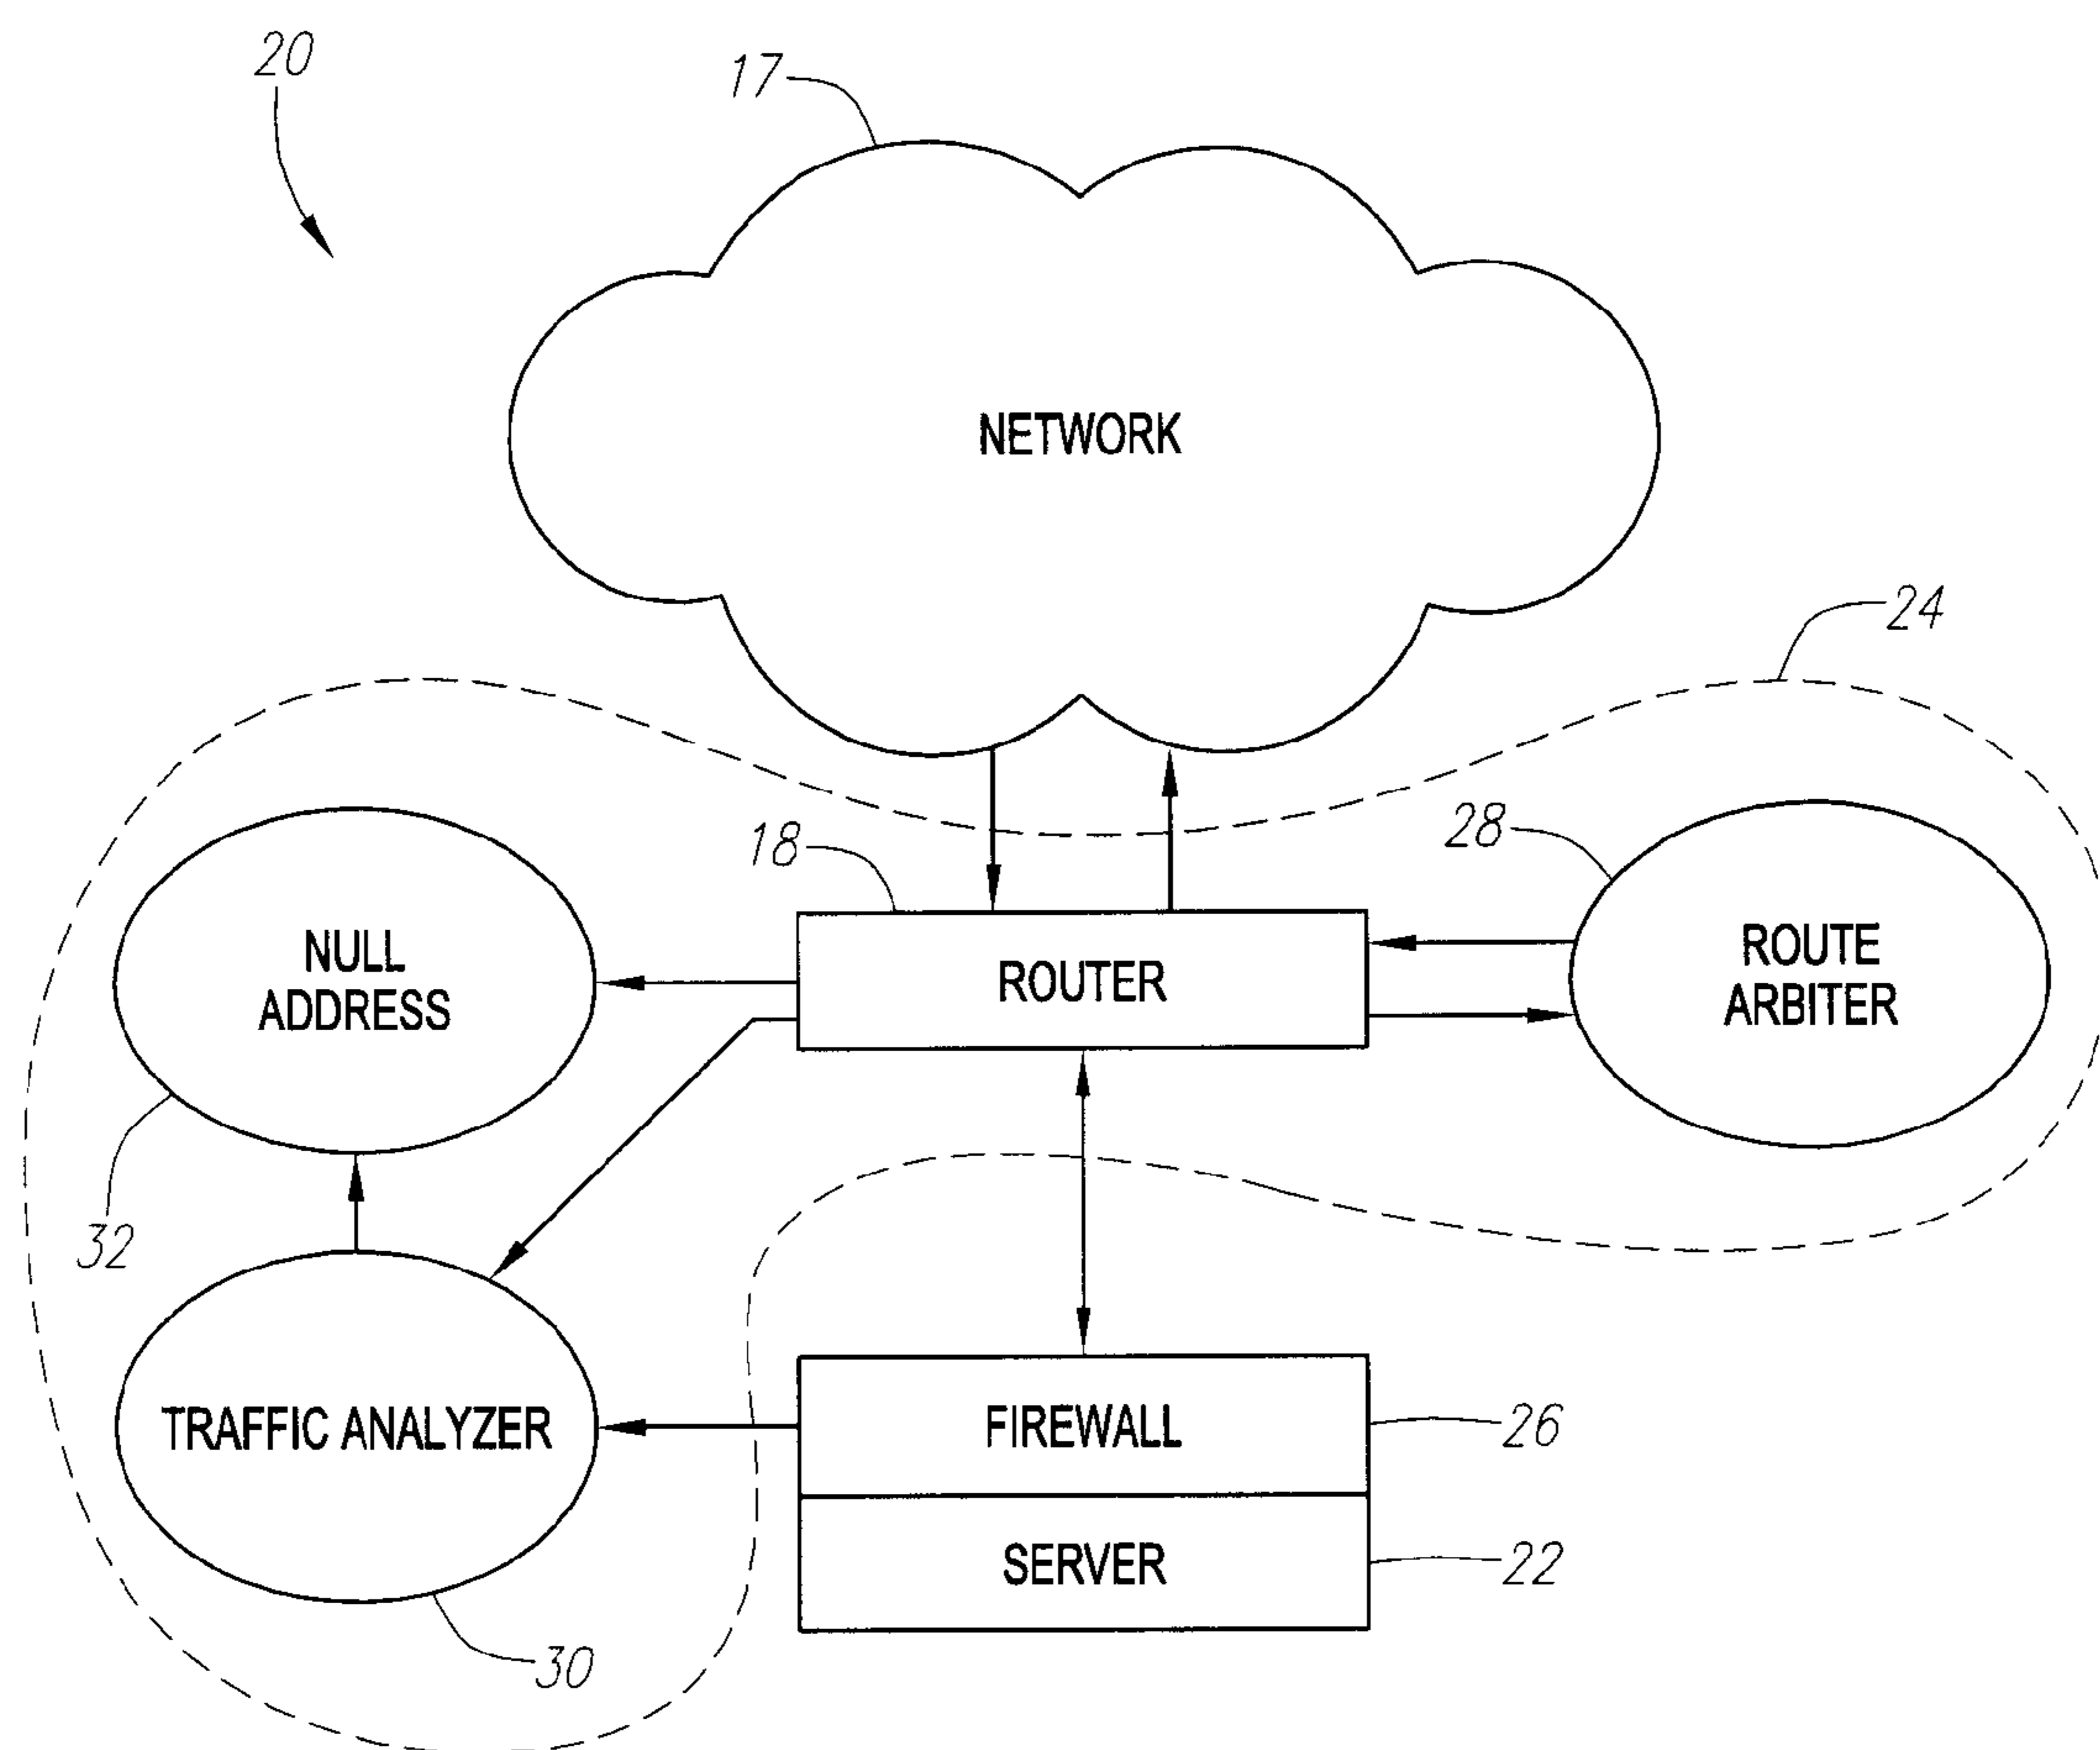 20
17
NETWORK
24
18
28
NULL
ADDRESS
ROUTER
ROUTE
ARBITER
32
TRAFFIC ANALYZER
FIREWALL
26
SERVER
22
30